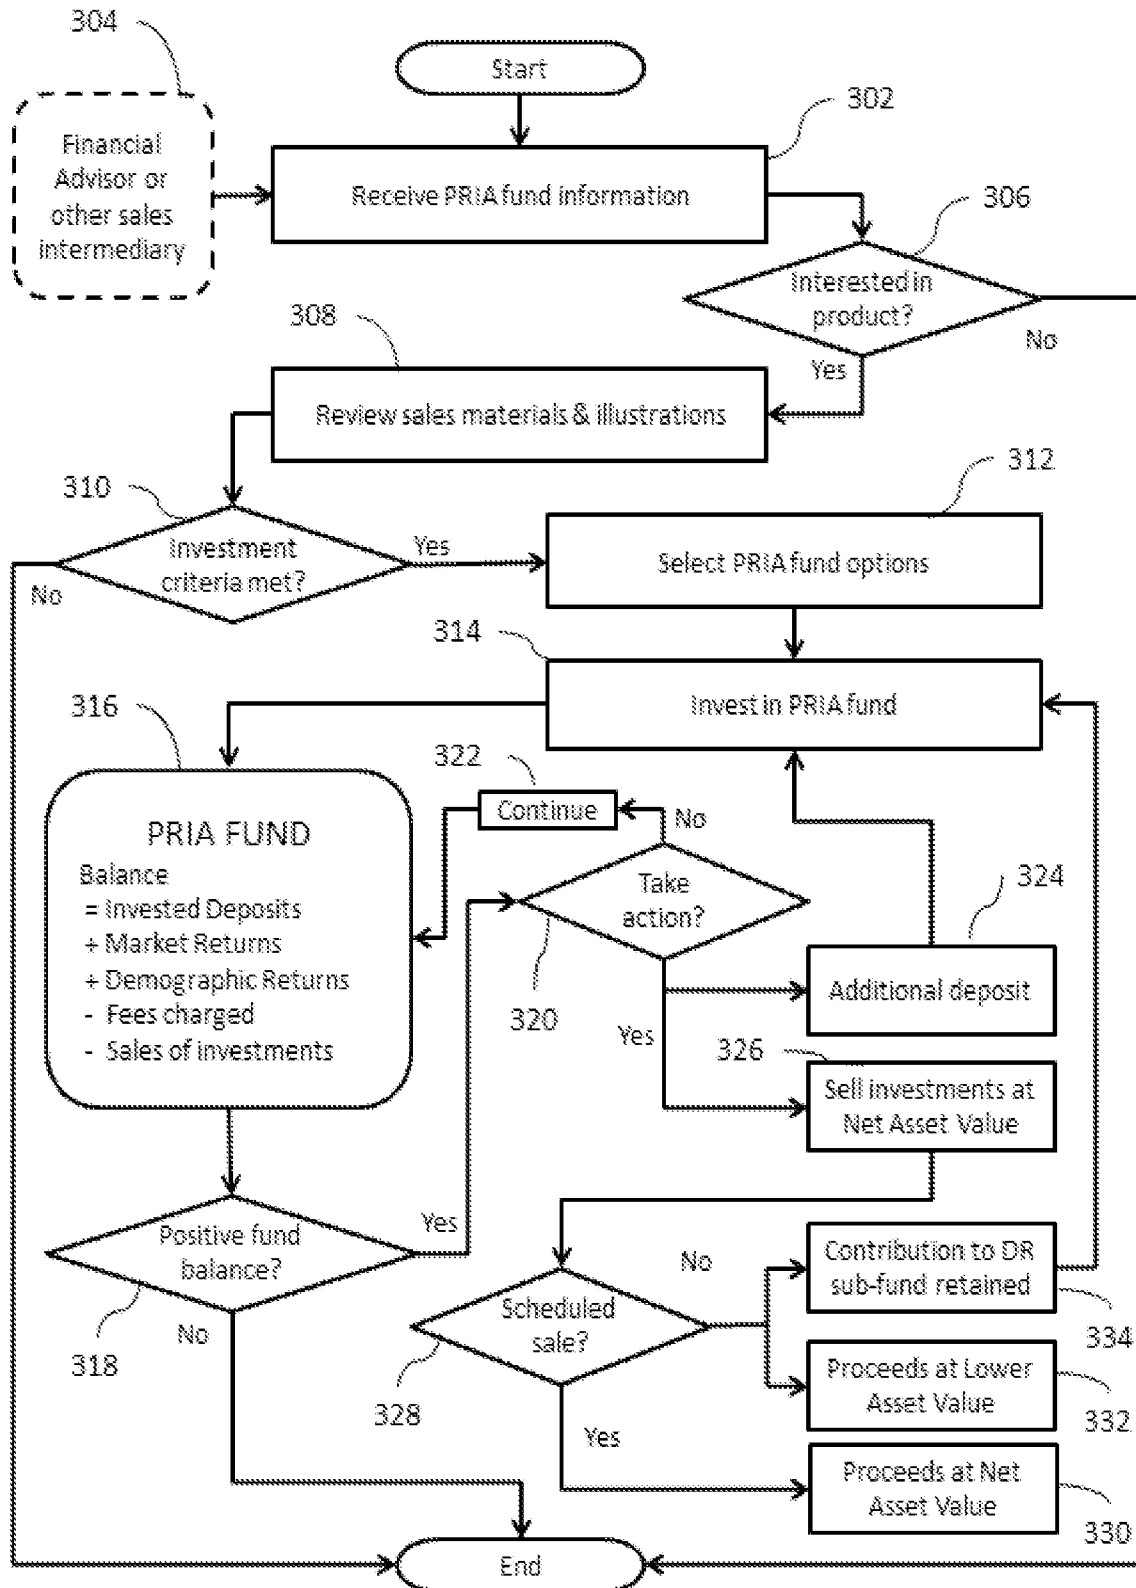 304
Start
302
Financial
Advisor or
other sales
intermediary
Receive PRIA fund information
306
Interested in
product?
No
Yes
308
Review sales materials & illustrations
310
312
Investment
criteria met?
Yes
No
Select PRIA fund options
314
Invest in PRIA fund
316
322
Continue
No
PRIA FUND
Balance
= Invested Deposits
+ Market Returns
+ Demographic Returns
- Fees charged
- Sales of investments
Take
action?
324
320
Additional deposit
Yes
326
Sell investments at
Net Asset Value
Positive fund
balance?
Yes
No
318
Scheduled
sale?
No
Contribution to DR
sub-fund retained
334
328
Proceeds at Lower
Asset Value
332
Yes
Proceeds at Net
Asset Value
330
End